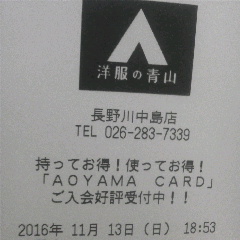 洋服の青山
長野川中島店
TEL 026-283-7339
持ってお得!使ってお得!
「AOYAMA CARD」
ご入会好評受付中!!
2016年 11月 13日(日) 18:53